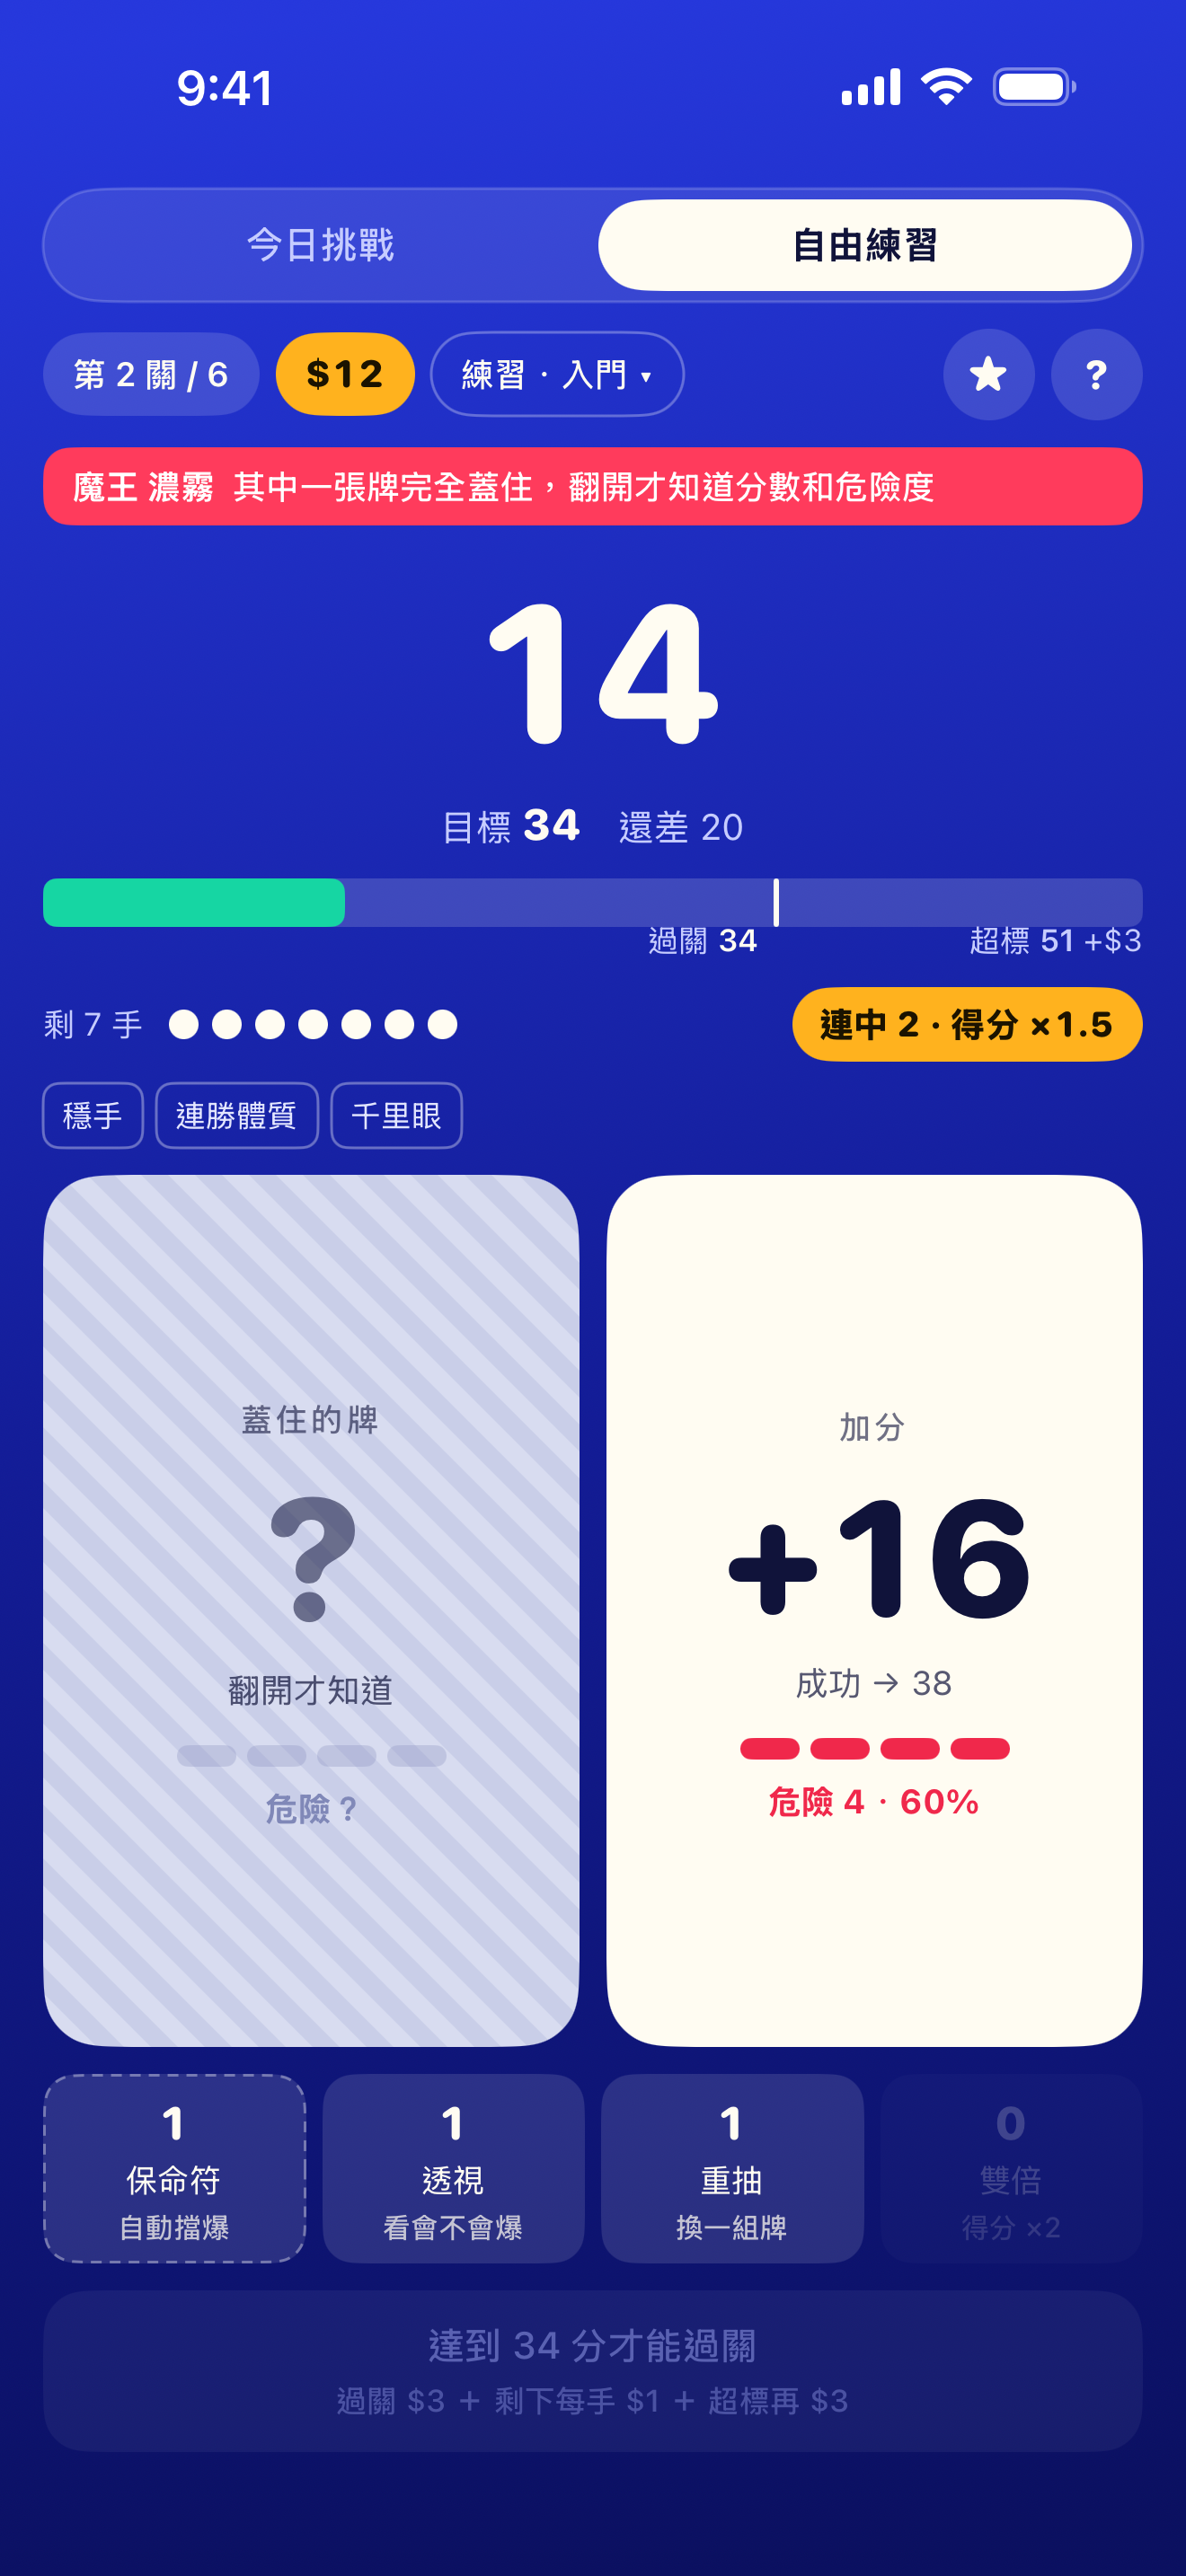 9:41
今日挑戰
自由練習
第 2 關 / 6
$12
練習 · 入門 ▾
★
?
魔王 濃霧 其中一張牌完全蓋住，翻開才知道分數和危險度
14
目標 34 還差 20
過關 34
超標 51 +$3
剩 7 手
連中 2 · 得分 ×1.5
穩手
連勝體質
千里眼
蓋住的牌
?
翻開才知道
危險 ?
加分
+16
成功 → 38
危險 4 · 60%
1
保命符
自動擋爆
1
透視
看會不會爆
1
重抽
換一組牌
0
雙倍
得分 ×2
達到 34 分才能過關
過關 $3 ＋ 剩下每手 $1 ＋ 超標再 $3